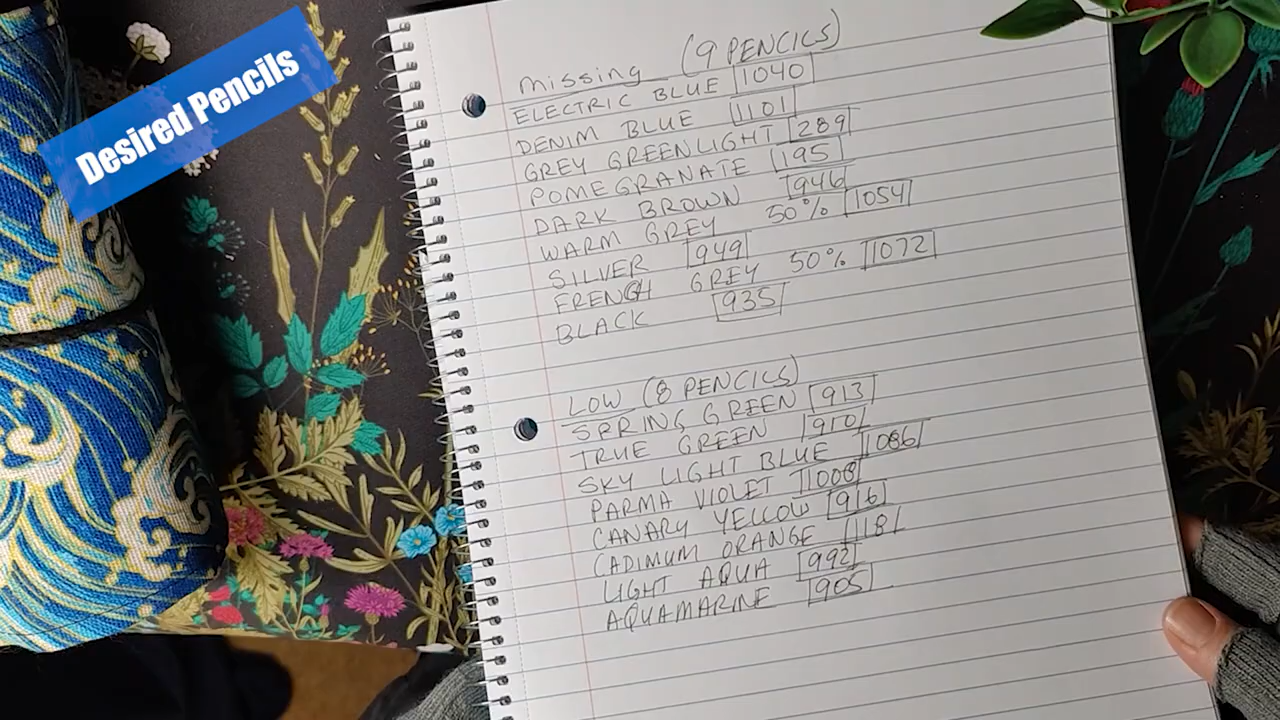 Desired Pencils
missing (9 PENCILS)
ELECTRIC BLUE 1040
DENIM BLUE 1101
GREY GREENLIGHT 289
POMEGRANATE 195
DARK BROWN 946
WARM GREY 50% 1054
SILVER 949
FRENCH GREY 50% 1072
BLACK 935
LOW (8 PENCILS)
SPRING GREEN 913
TRUE GREEN 910
SKY LIGHT BLUE 1086
PARMA VIOLET 1008
CANARY YELLOW 916
CADIMUM ORANGE 118
LIGHT AQUA 992
AQUAMARINE 905